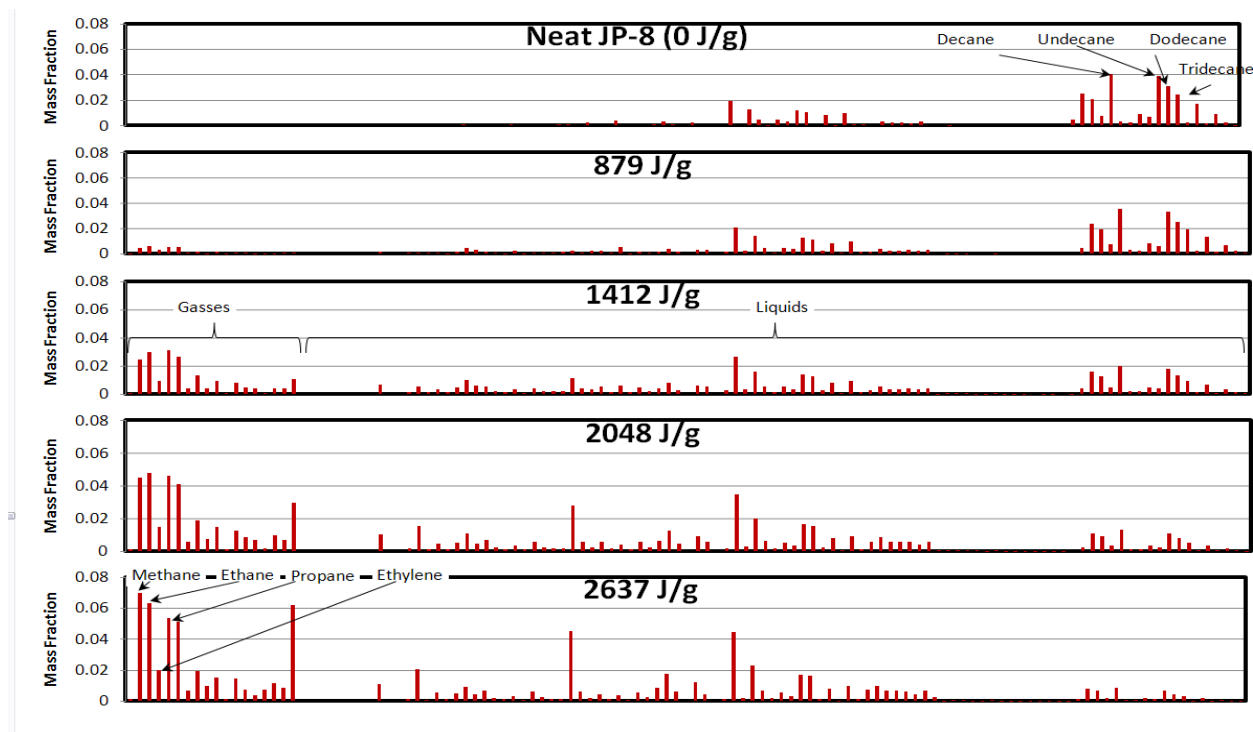 Neat JP-8 (0 J/g)
Decane
Undecane
Dodecane
Tridecane
Mass Fraction
0.08
0.06
0.04
0.02
0
879 J/g
Mass Fraction
0.08
0.06
0.04
0.02
0
1412 J/g
Gasses
Liquids
Mass Fraction
0.08
0.06
0.04
0.02
0
2048 J/g
Mass Fraction
0.08
0.06
0.04
0.02
0
Methane
Ethane
Propane
Ethylene
2637 J/g
Mass Fraction
0.08
0.06
0.04
0.02
0